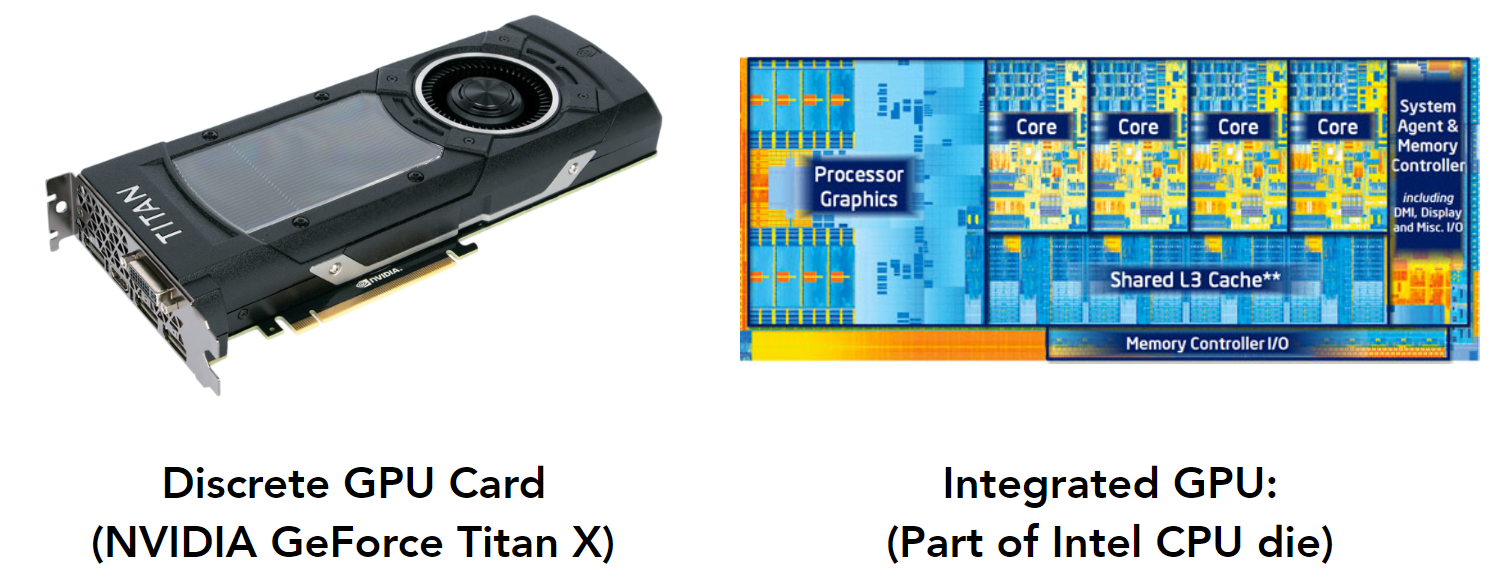 TITAN
NVIDIA.
Discrete GPU Card
(NVIDIA GeForce Titan X)
Processor
Graphics
Core
Core
Core
Core
System
Agent &
Memory
Controller
including
DMI, Display
and Misc. I/O
Shared L3 Cache**
Memory Controller I/O
Integrated GPU:
(Part of Intel CPU die)